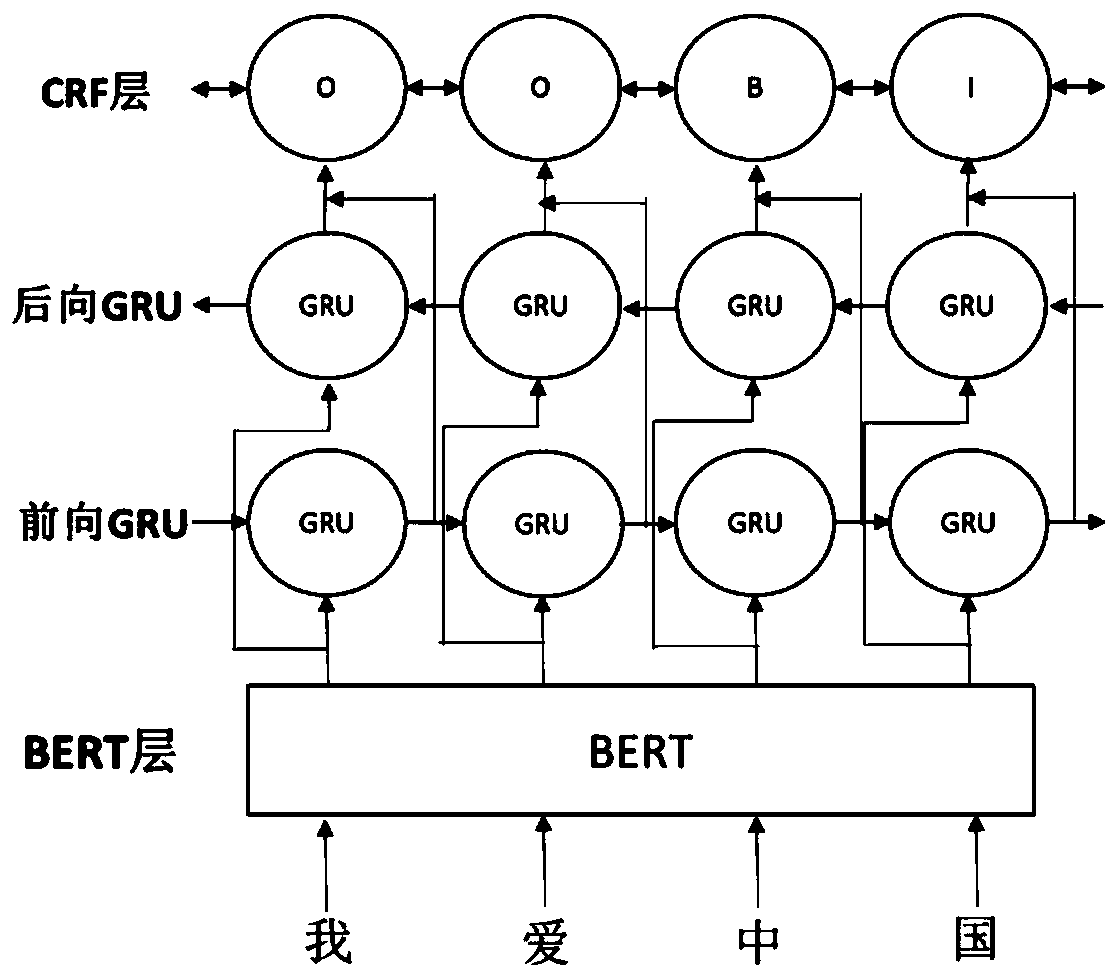 CRF层 O O B I
后向GRU GRU GRU GRU GRU
前向GRU GRU GRU GRU GRU
BERT层 BERT
我 爱 中 国